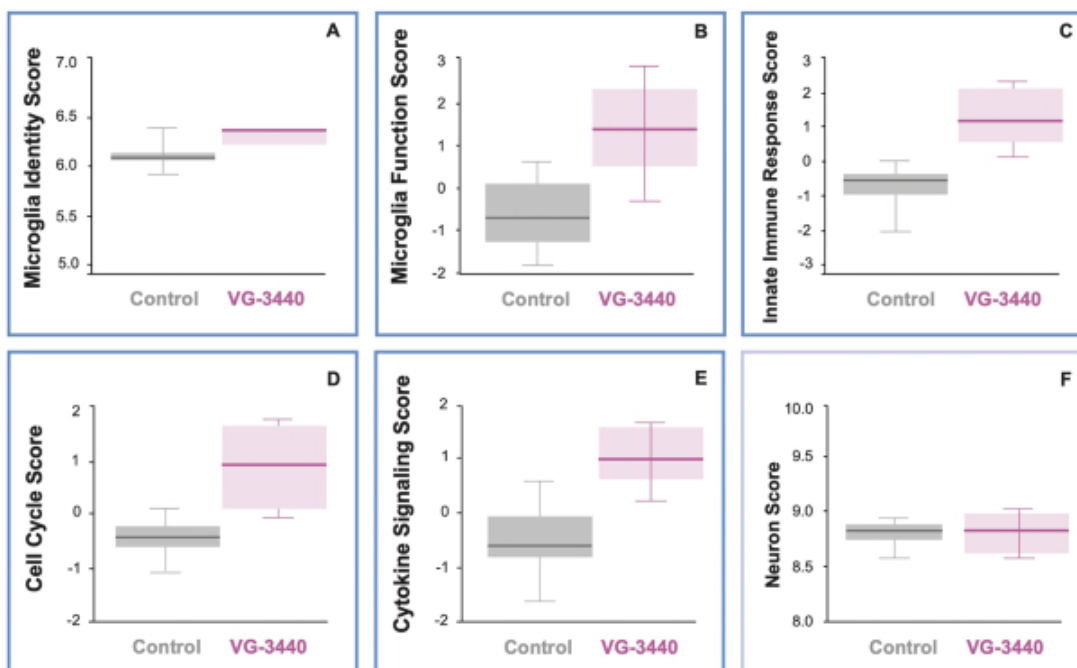 A
Microglia Identity Score
7.0
6.5
6.0
5.5
5.0
Control VG-3440
B
Microglia Function Score
3
2
1
0
-1
-2
Control VG-3440
C
Innate Immune Response Score
3
2
1
0
-1
-2
-3
Control VG-3440
D
Cell Cycle Score
2
1
0
-1
-2
Control VG-3440
E
Cytokine Signaling Score
2
1
0
-1
-2
Control VG-3440
F
Neuron Score
10.0
9.5
9.0
8.5
8.0
Control VG-3440